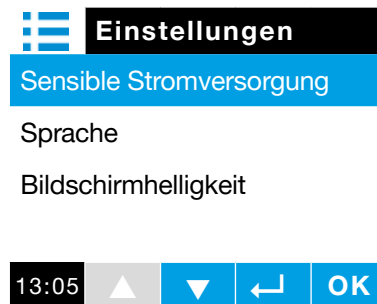 Einstellungen
Sensible Stromversorgung
Sprache
Bildschirmhelligkeit
13:05 OK